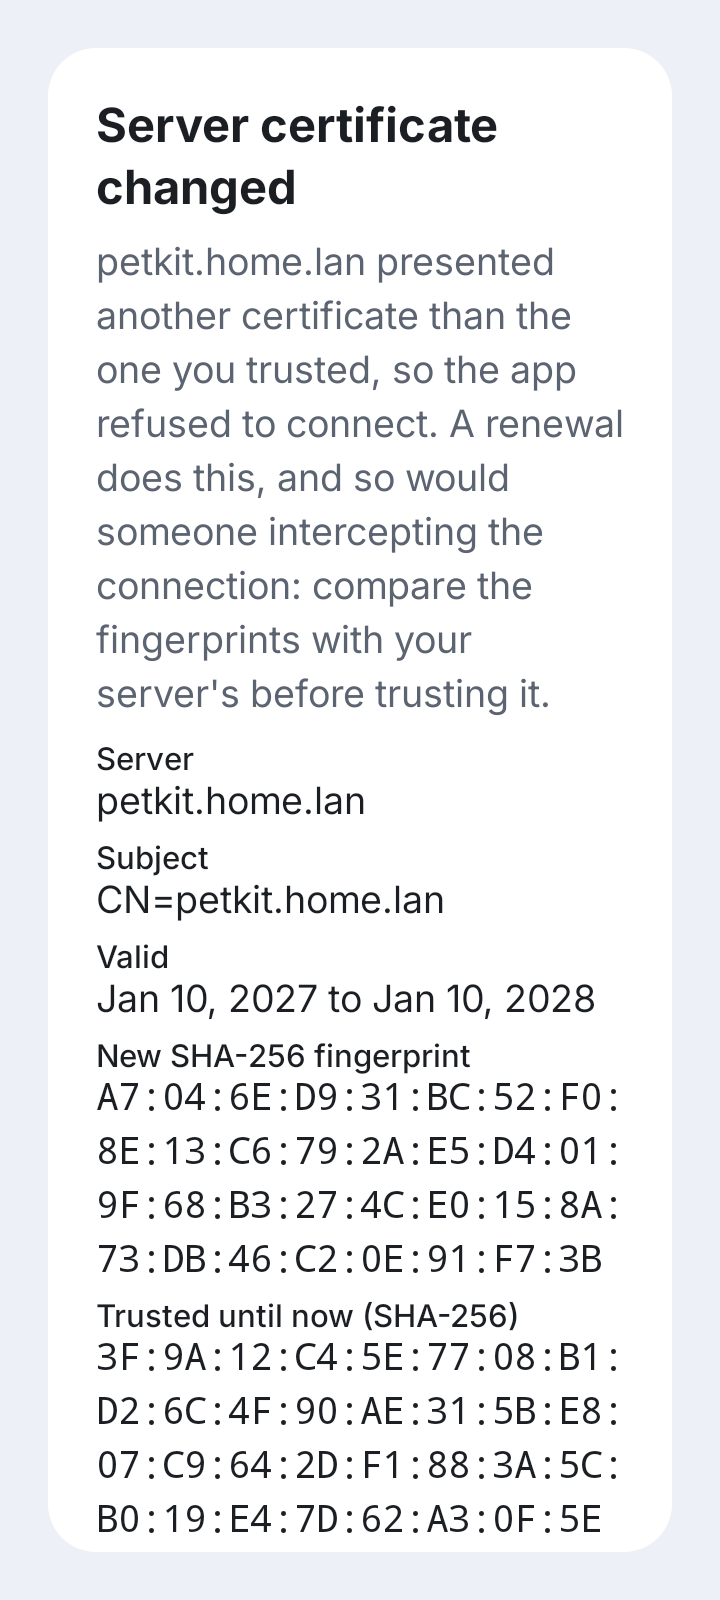 Server certificate
changed
petkit.home.lan presented
another certificate than the
one you trusted, so the app
refused to connect. A renewal
does this, and so would
someone intercepting the
connection: compare the
fingerprints with your
server's before trusting it.
Server
petkit.home.lan
Subject
CN=petkit.home.lan
Valid
Jan 10, 2027 to Jan 10, 2028
New SHA-256 fingerprint
A7:04:6E:D9:31:BC:52:F0:
8E:13:C6:79:2A:E5:D4:01:
9F:68:B3:27:4C:E0:15:8A:
73:DB:46:C2:0E:91:F7:3B
Trusted until now (SHA-256)
3F:9A:12:C4:5E:77:08:B1:
D2:6C:4F:90:AE:31:5B:E8:
07:C9:64:2D:F1:88:3A:5C:
B0:19:E4:7D:62:A3:0F:5E